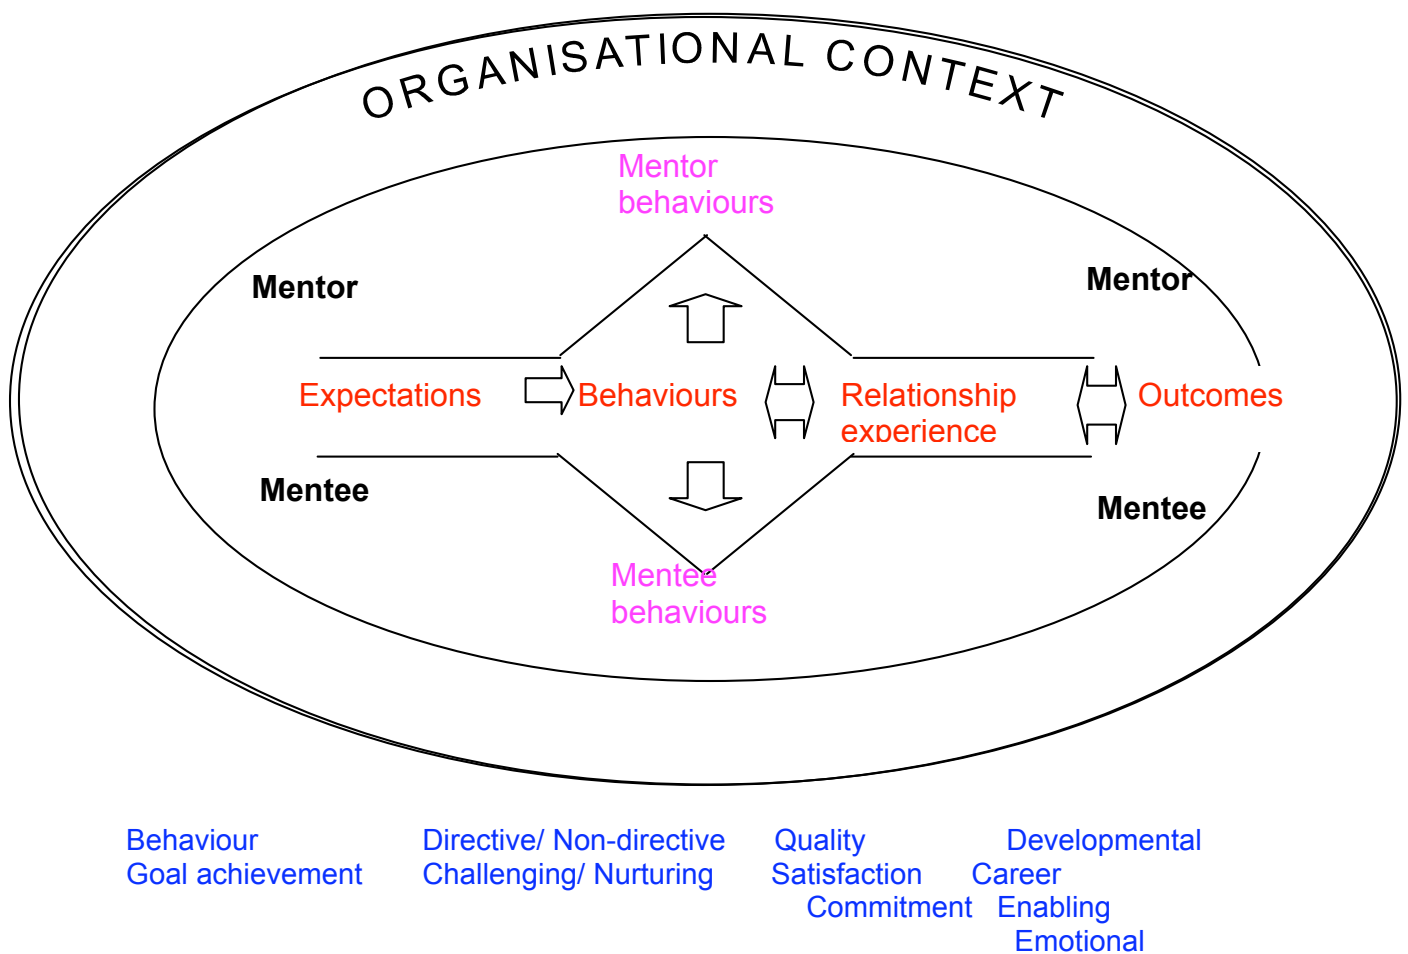 ORGANISATIONAL CONTEXT
Mentor
behaviours
Mentor
Mentor
Expectations
Behaviours
Relationship
experience
Outcomes
Mentee
Mentee
Mentee
behaviours
Behaviour Directive/ Non-directive Quality Developmental
Goal achievement Challenging/ Nurturing Satisfaction Career
Commitment Enabling
Emotional